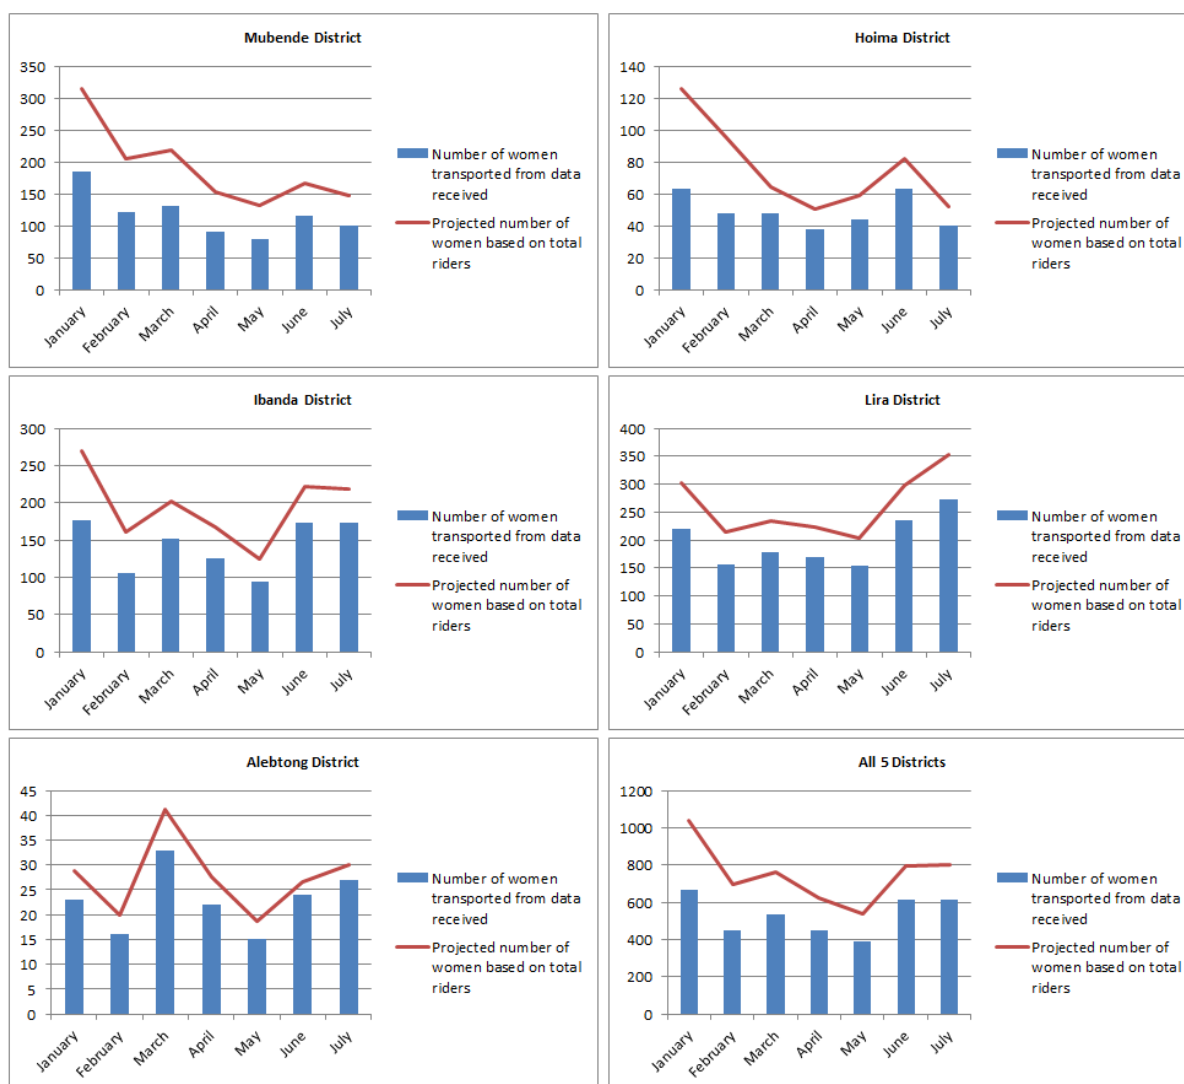 Mubende District
350
300
250
200
150
100
50
0
January
February
March
April
May
June
July
Number of women
transported from data
received
Projected number of
women based on total
riders
Hoima District
140
120
100
80
60
40
20
0
January
February
March
April
May
June
July
Number of women
transported from data
received
Projected number of
women based on total
riders
Ibanda District
300
250
200
150
100
50
0
January
February
March
April
May
June
July
Number of women
transported from data
received
Projected number of
women based on total
riders
Lira District
400
350
300
250
200
150
100
50
0
January
February
March
April
May
June
July
Number of women
transported from data
received
Projected number of
women based on total
riders
Alebtong District
45
40
35
30
25
20
15
10
5
0
January
February
March
April
May
June
July
Number of women
transported from data
received
Projected number of
women based on total
riders
All 5 Districts
1200
1000
800
600
400
200
0
January
February
March
April
May
June
July
Number of women
transported from data
received
Projected number of
women based on total
riders